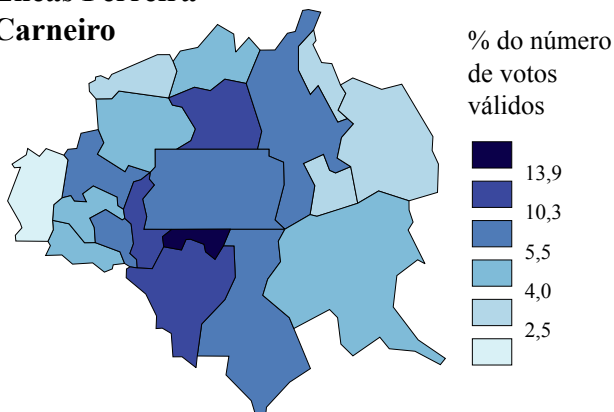 Carneiro
% do número
de votos
válidos
13,9
10,3
5,5
4,0
2,5